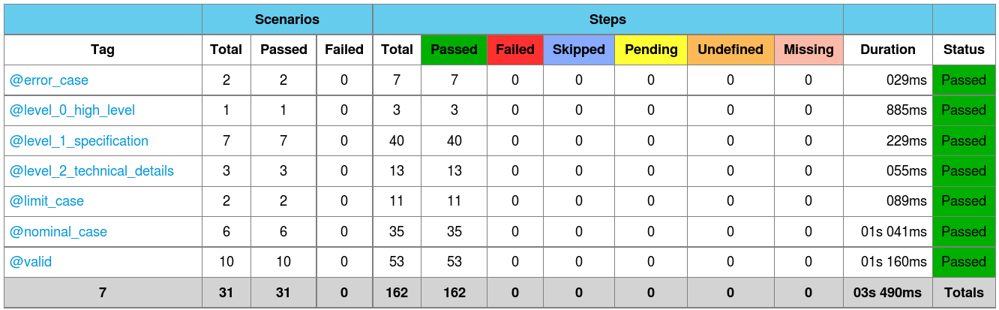 Scenarios Steps
Tag Total Passed Failed Total Passed Failed Skipped Pending Undefined Missing Duration Status
@error_case 2 2 0 7 7 0 0 0 0 0 029ms Passed
@level_0_high_level 1 1 0 3 3 0 0 0 0 0 885ms Passed
@level_1_specification 7 7 0 40 40 0 0 0 0 0 229ms Passed
@level_2_technical_details 3 3 0 13 13 0 0 0 0 0 055ms Passed
@limit_case 2 2 0 11 11 0 0 0 0 0 089ms Passed
@nominal_case 6 6 0 35 35 0 0 0 0 0 01s 041ms Passed
@valid 10 10 0 53 53 0 0 0 0 0 01s 160ms Passed
7 31 31 0 162 162 0 0 0 0 0 03s 490ms Totals